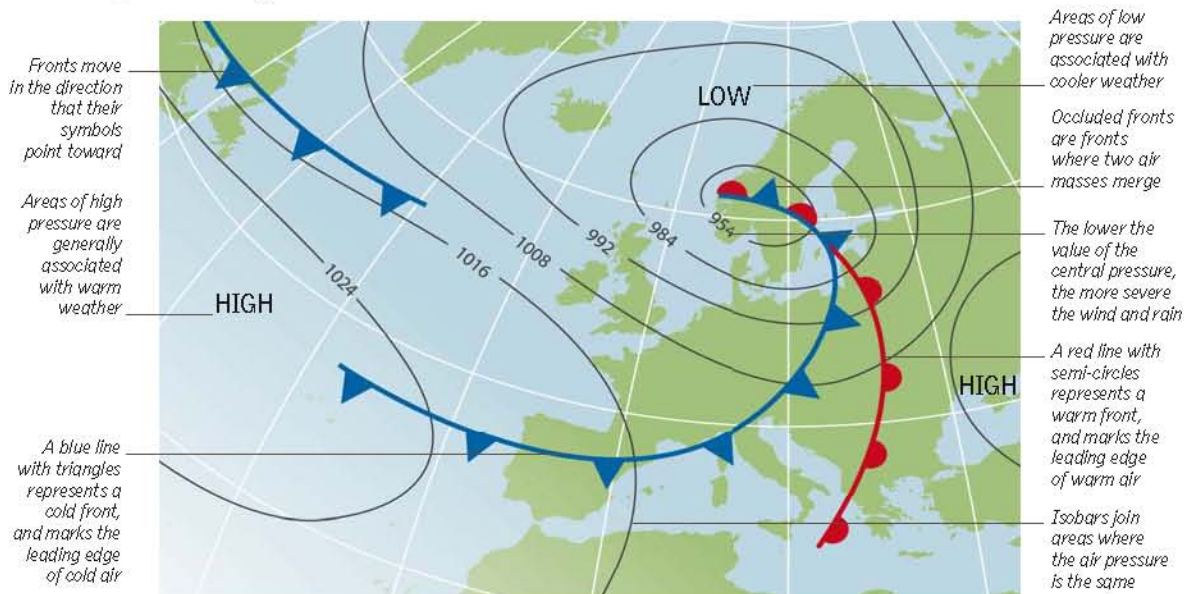 Fronts move
in the direction
that their
symbols
point toward
Areas of high
pressure are
generally
associated
with warm
weather
A blue line
with triangles
represents a
cold front,
and marks the
leading edge
of cold air
LOW
954
984
992
1008
1016
1024
HIGH
HIGH
Areas of low
pressure are
associated with
cooler weather
Occluded fronts
are fronts
where two air
masses merge
The lower the
value of the
central pressure,
the more severe
the wind and rain
A red line with
semi-circles
represents a
warm front,
and marks the
leading edge
of warm air
Isobars join
areas where
the air pressure
is the same